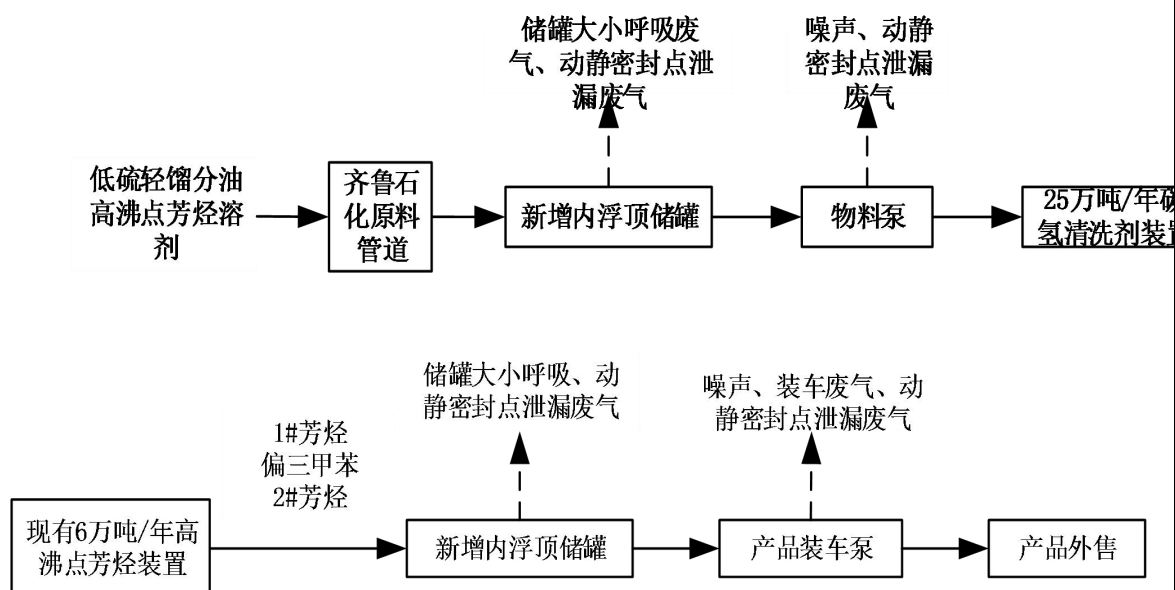 储罐大小呼吸废
气、动静密封点泄
漏废气
噪声、动静
密封点泄漏
废气
低硫轻馏分油
高沸点芳烃溶
剂
齐鲁石
化原料
管道
新增内浮顶储罐
物料泵
25万吨/年碳
氢清洗剂装置
储罐大小呼吸、动
静密封点泄漏废气
噪声、装车废气、动
静密封点泄漏废气
1#芳烃
偏三甲苯
2#芳烃
现有6万吨/年高
沸点芳烃装置
新增内浮顶储罐
产品装车泵
产品外售